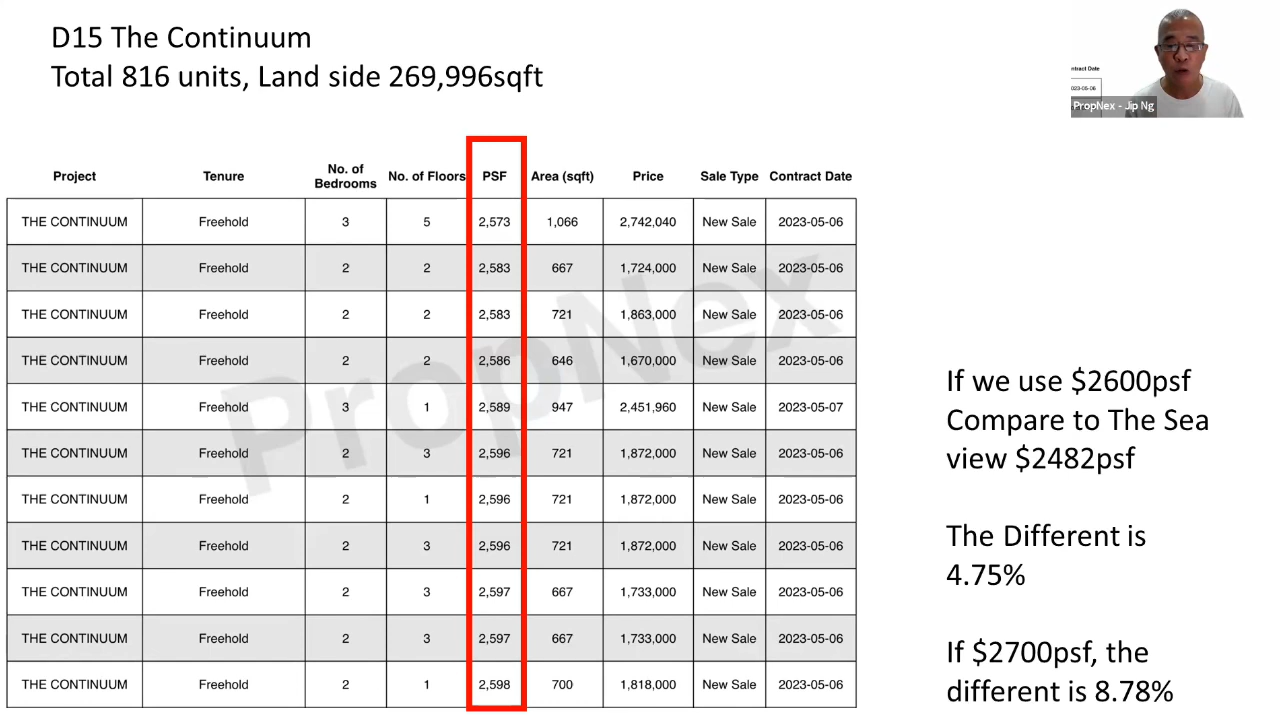 D15 The Continuum
Total 816 units, Land side 269,996sqft
ntract Date
023-05-06
PropNex - Jip Ng
Project Tenure No. of Bedrooms No. of Floors PSF Area (sqft) Price Sale Type Contract Date
THE CONTINUUM Freehold 3 5 2,573 1,066 2,742,040 New Sale 2023-05-06
THE CONTINUUM Freehold 2 2 2,583 667 1,724,000 New Sale 2023-05-06
THE CONTINUUM Freehold 2 2 2,583 721 1,863,000 New Sale 2023-05-06
THE CONTINUUM Freehold 2 2 2,586 646 1,670,000 New Sale 2023-05-06
THE CONTINUUM Freehold 3 1 2,589 947 2,451,960 New Sale 2023-05-07
THE CONTINUUM Freehold 2 3 2,596 721 1,872,000 New Sale 2023-05-06
THE CONTINUUM Freehold 2 1 2,596 721 1,872,000 New Sale 2023-05-06
THE CONTINUUM Freehold 2 3 2,596 721 1,872,000 New Sale 2023-05-06
THE CONTINUUM Freehold 2 3 2,597 667 1,733,000 New Sale 2023-05-06
THE CONTINUUM Freehold 2 3 2,597 667 1,733,000 New Sale 2023-05-06
THE CONTINUUM Freehold 2 1 2,598 700 1,818,000 New Sale 2023-05-06
PropNex
If we use $2600psf
Compare to The Sea
view $2482psf
The Different is
4.75%
If $2700psf, the
different is 8.78%